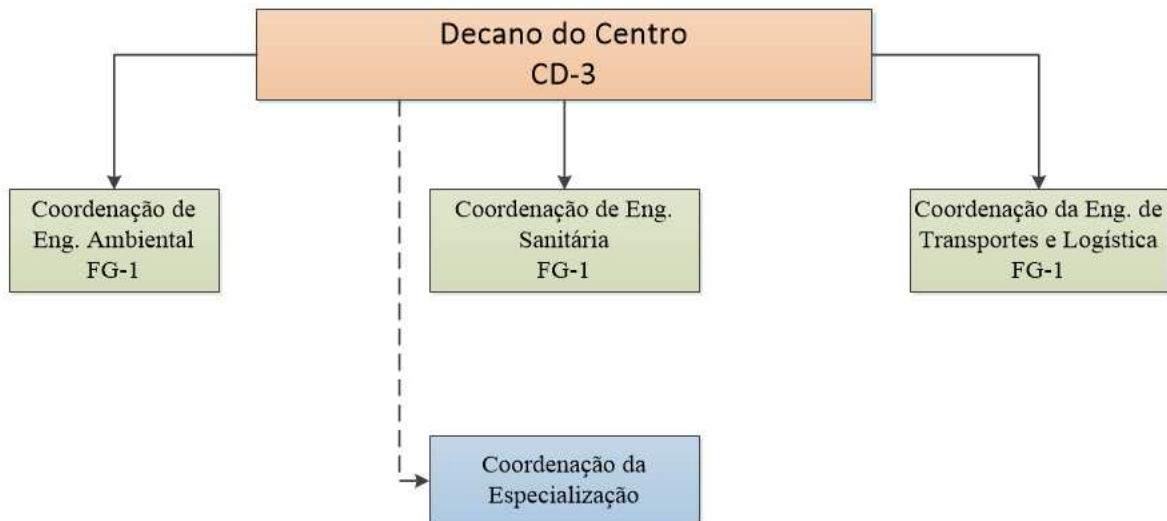 Decano do Centro
CD-3
Coordenação de
Eng. Ambiental
FG-1
Coordenação de Eng.
Sanitária
FG-1
Coordenação da Eng. de
Transportes e Logística
FG-1
Coordenação da
Especialização